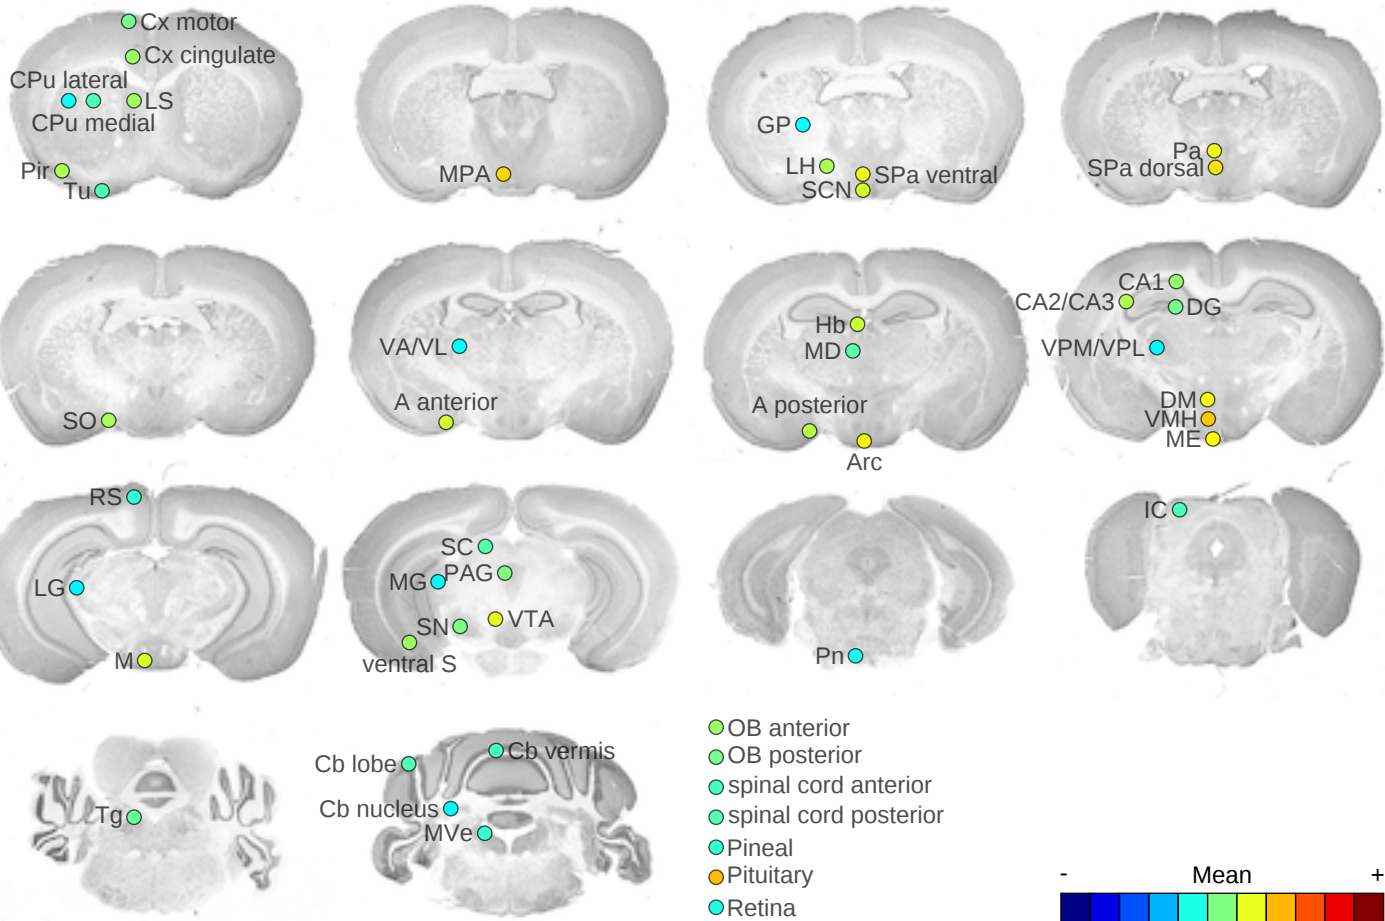 Cx motor
Cx cingulate
CPu lateral
LS
CPu medial
Pir
Tu
MPA
GP
LH
SPa ventral
SCN
Pa
SPa dorsal
SO
VA/VL
A anterior
Hb
MD
A posterior
Arc
CA1
CA2/CA3
DG
VPM/VPL
DM
VMH
ME
RS
LG
M
SC
MG
PAG
SN
VTA
ventral S
Pn
IC
Tg
Cb lobe
Cb vermis
Cb nucleus
MVe
OB anterior
OB posterior
spinal cord anterior
spinal cord posterior
Pineal
Pituitary
Retina
- Mean +